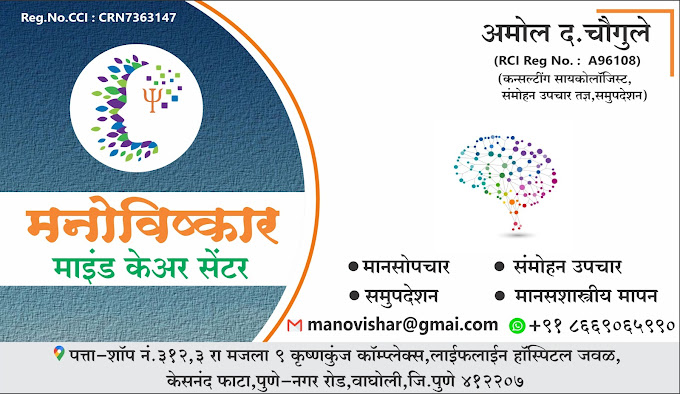 Reg.No.CCI : CRN7363147
Ψ
मनोविष्कार
माइंड केअर सेंटर
अमोल द.चौगुले
(RCI Reg No. : A96108)
(कन्सल्टींग सायकोलॉजिस्ट,
संमोहन उपचार तज्ञ,समुपदेशन)
● मानसोपचार ● संमोहन उपचार
● समुपदेशन ● मानसशास्त्रीय मापन
manovishar@gmai.com +९१ ८६६९०६५९९०
पत्ता-शॉप नं.३१२,३ रा मजला ९ कृष्णकुंज कॉम्प्लेक्स,लाईफलाईन हॉस्पिटल जवळ,
केसनंद फाटा,पुणे-नगर रोड,वाघोली,जि.पुणे ४१२२०७